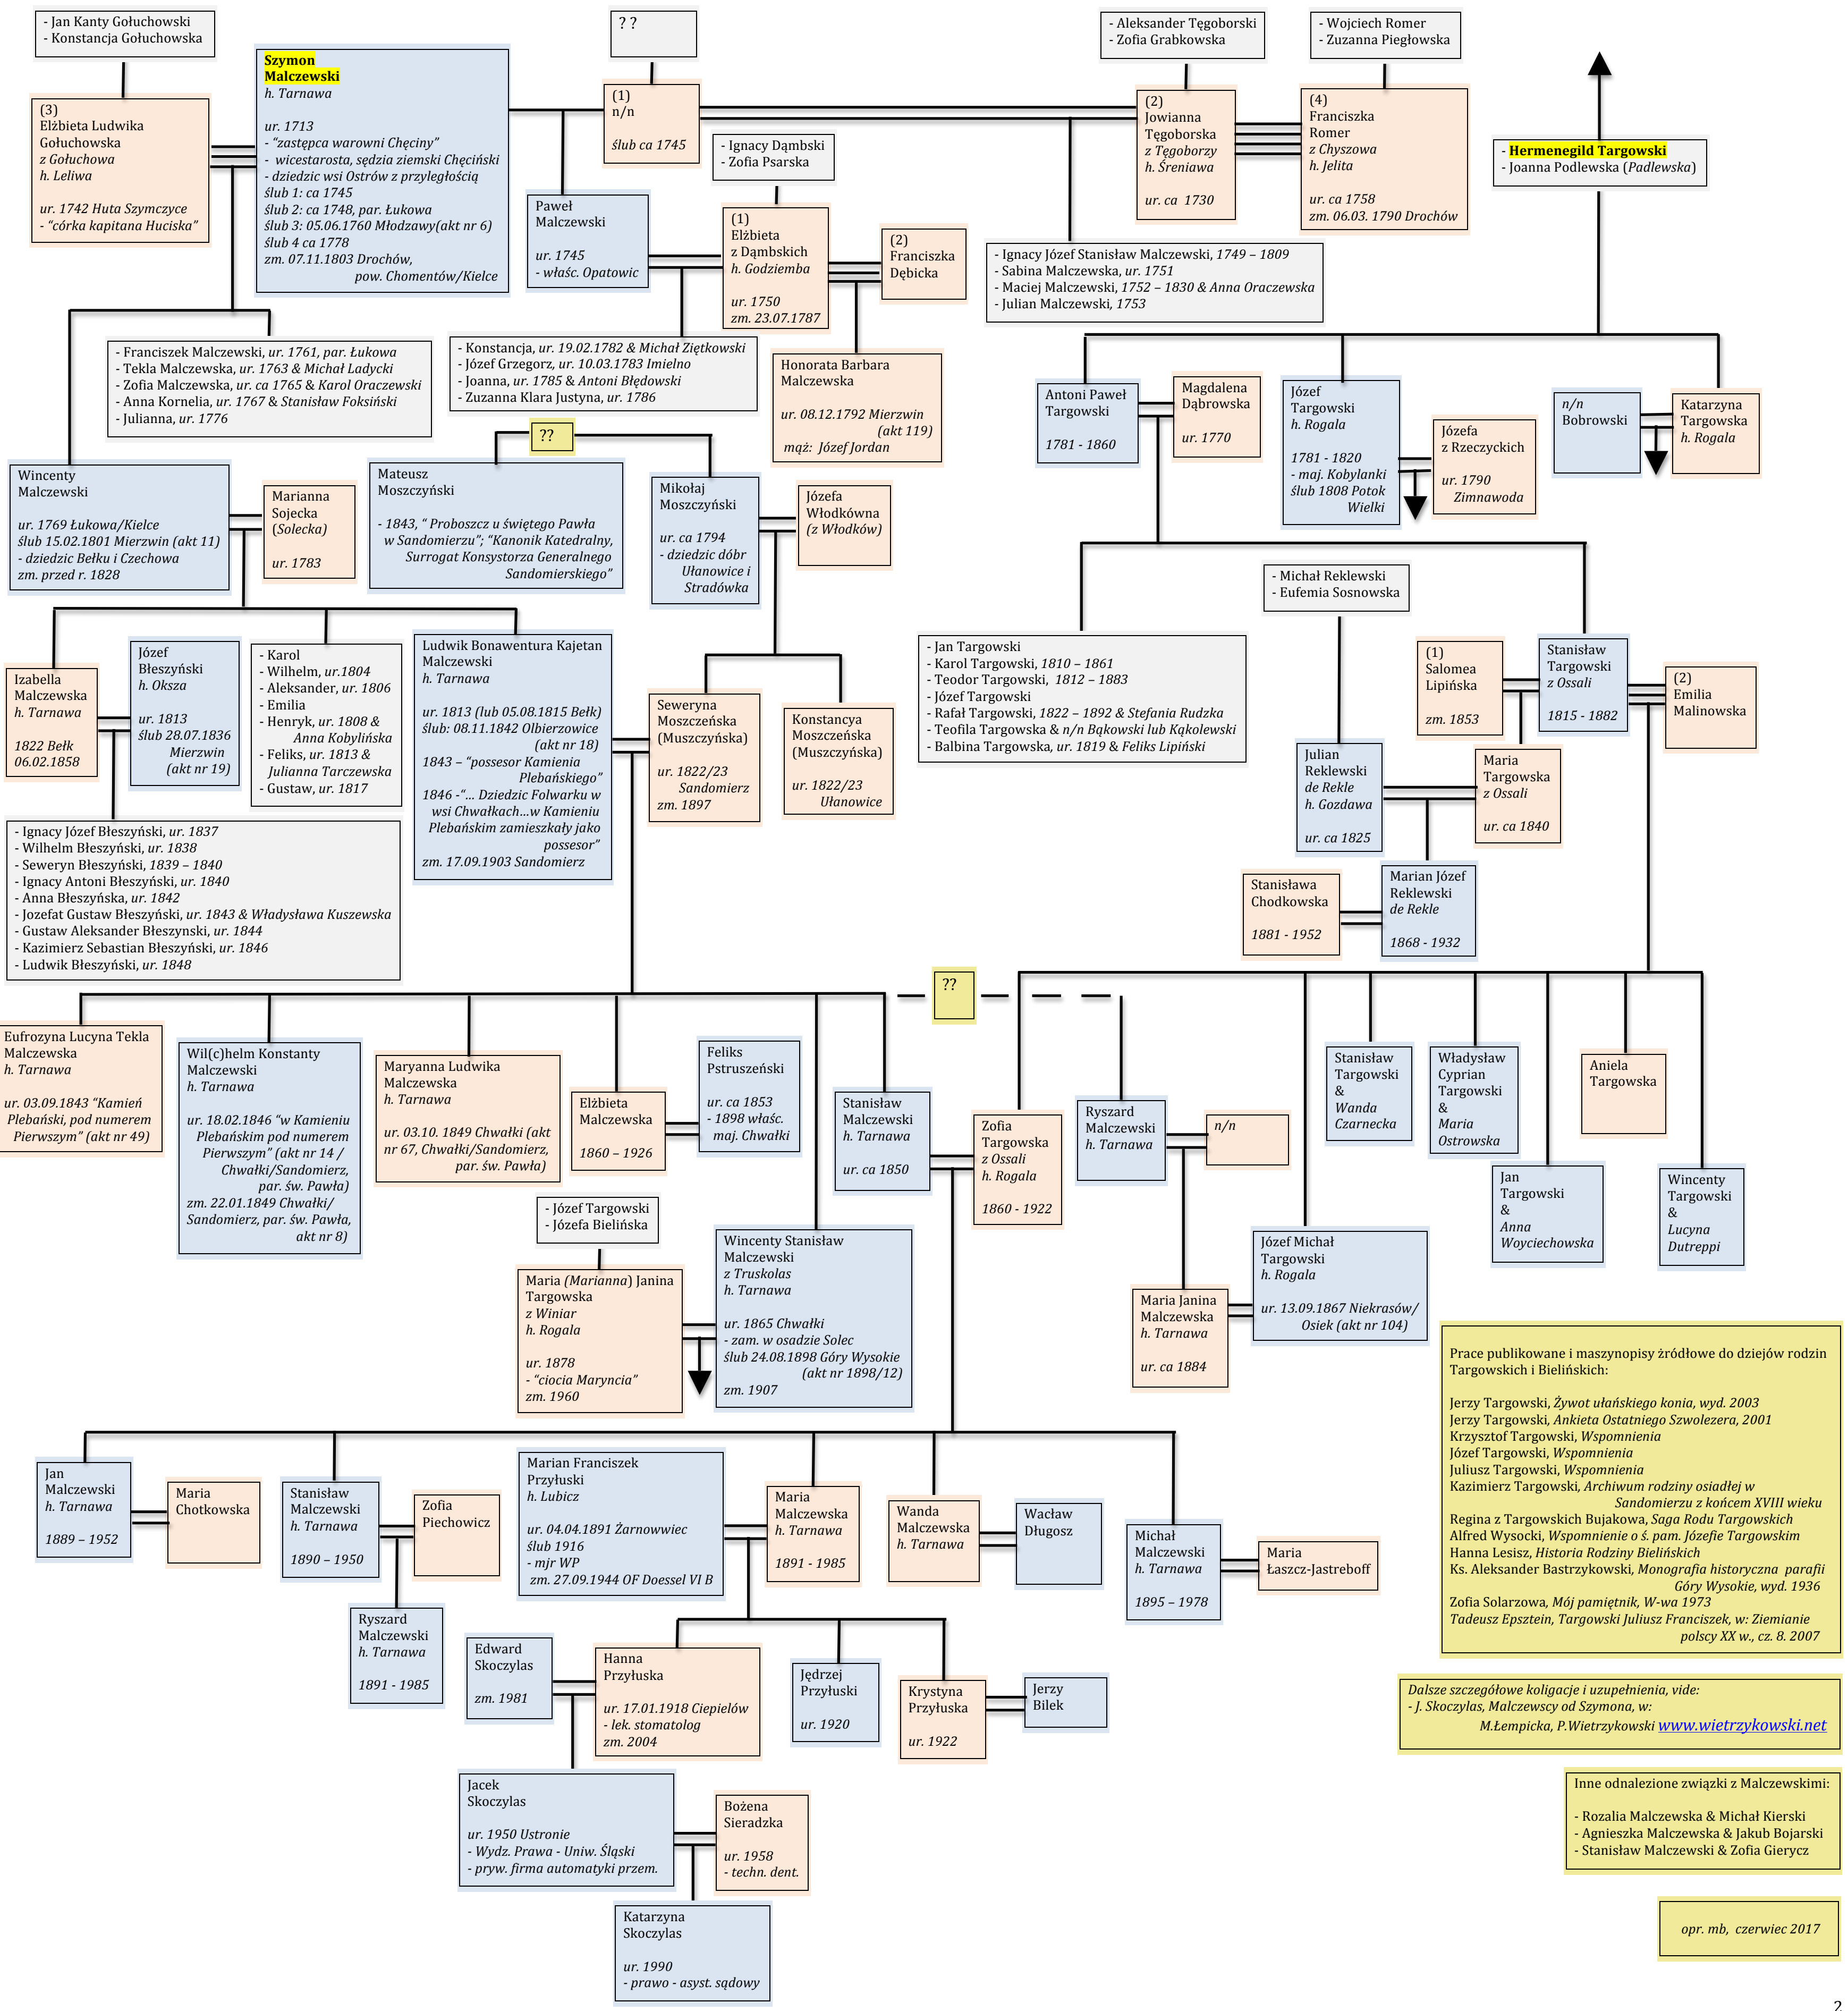 - Jan Kanty Gołuchowski
- Konstancja Gołuchowska
Szymon
Malczewski
h. Tarnawa
ur. 1713
- "zastępca warowni Chęciny”
- wicestarosta, sędzia ziemski Chęciński
- dziedzic wsi Ostrów z przyległością
ślub 1: ca 1745
ślub 2: ca 1748, par. Łukowa
ślub 3: 05.06.1760 Młodzawy(akt nr 6)
ślub 4 ca 1778
zm. 07.11.1803 Drochów,
pow. Chomentów/Kielce
? ?
(1)
n/n
ślub ca 1745
- Aleksander Tęgoborski
- Zofia Grabkowska
- Wojciech Romer
- Zuzanna Piegłowska
(3)
Elżbieta Ludwika
Gołuchowska
z Gołuchowa
h. Leliwa
ur. 1742 Huta Szymczyce
- “córka kapitana Huciska”
(2)
Jowianna
Tęgoborska
z Tęgoborzy
h. Śreniawa
ur. ca 1730
(4)
Franciszka
Romer
z Chyszowa
h. Jelita
ur. ca 1758
zm. 06.03. 1790 Drochów
- Hermenegild Targowski
- Joanna Podlewska (Padlewska)
- Ignacy Dąmbski
- Zofia Psarska
Paweł
Malczewski
ur. 1745
- właśc. Opatowic
(1)
Elżbieta
z Dąmbskich
h. Godziemba
ur. 1750
zm. 23.07.1787
(2)
Franciszka
Dębicka
- Ignacy Józef Stanisław Malczewski, 1749 – 1809
- Sabina Malczewska, ur. 1751
- Maciej Malczewski, 1752 – 1830 & Anna Oraczewska
- Julian Malczewski, 1753
- Franciszek Malczewski, ur. 1761, par. Łukowa
- Tekla Malczewska, ur. 1763 & Michał Ladycki
- Zofia Malczewska, ur. ca 1765 & Karol Oraczewski
- Anna Kornelia, ur. 1767 & Stanisław Foksiński
- Julianna, ur. 1776
- Konstancja, ur. 19.02.1782 & Michał Ziętkowski
- Józef Grzegorz, ur. 10.03.1783 Imielno
- Joanna, ur. 1785 & Antoni Błędowski
- Zuzanna Klara Justyna, ur. 1786
Honorata Barbara
Malczewska
ur. 08.12.1792 Mierzwin
(akt 119)
mąż: Józef Jordan
Antoni Paweł
Targowski
1781 - 1860
Magdalena
Dąbrowska
ur. 1770
Józef
Targowski
h. Rogala
1781 - 1820
- maj. Kobylanki
ślub 1808 Potok
Wielki
Józefa
z Rzeczyckich
ur. 1790
Zimnawoda
n/n
Bobrowski
Katarzyna
Targowska
h. Rogala
??
Wincenty
Malczewski
ur. 1769 Łukowa/Kielce
ślub 15.02.1801 Mierzwin (akt 11)
- dziedzic Bełku i Czechowa
zm. przed r. 1828
Marianna
Sojecka
(Solecka)
ur. 1783
Mateusz
Moszczyński
- 1843, “ Proboszcz u świętego Pawła
w Sandomierzu”; “Kanonik Katedralny,
Surrogat Konsystorza Generalnego
Sandomierskiego”
Mikołaj
Moszczyński
ur. ca 1794
- dziedzic dóbr
Ułanowice i
Stradówka
Józefa
Włodkówna
(z Włodków)
- Michał Reklewski
- Eufemia Sosnowska
Izabella
Malczewska
h. Tarnawa
1822 Bełk
06.02.1858
Józef
Błeszyński
h. Oksza
ur. 1813
ślub 28.07.1836
Mierzwin
(akt nr 19)
- Karol
- Wilhelm, ur.1804
- Aleksander, ur. 1806
- Emilia
- Henryk, ur. 1808 &
Anna Kobylińska
- Feliks, ur. 1813 &
Julianna Tarczewska
- Gustaw, ur. 1817
Ludwik Bonawentura Kajetan
Malczewski
h. Tarnawa
ur. 1813 (lub 05.08.1815 Bełk)
ślub: 08.11.1842 Olbierzowice
(akt nr 18)
1843 – “possesor Kamienia
Plebańskiego”
1846 -“… Dziedzic Folwarku w
wsi Chwałkach…w Kamieniu
Plebańskim zamieszkały jako
possesor”
zm. 17.09.1903 Sandomierz
Seweryna
Moszczeńska
(Muszczyńska)
ur. 1822/23
Sandomierz
zm. 1897
Konstancya
Moszczeńska
(Muszczyńska)
ur. 1822/23
Ułanowice
- Jan Targowski
- Karol Targowski, 1810 – 1861
- Teodor Targowski, 1812 – 1883
- Józef Targowski
- Rafał Targowski, 1822 – 1892 & Stefania Rudzka
- Teofila Targowska & n/n Bąkowski lub Kąkolewski
- Balbina Targowska, ur. 1819 & Feliks Lipiński
(1)
Salomea
Lipińska
zm. 1853
Stanisław
Targowski
z Ossali
1815 - 1882
(2)
Emilia
Malinowska
Julian
Reklewski
de Rekle
h. Gozdawa
ur. ca 1825
Maria
Targowska
z Ossali
ur. ca 1840
- Ignacy Józef Błeszyński, ur. 1837
- Wilhelm Błeszyński, ur. 1838
- Seweryn Błeszyński, 1839 – 1840
- Ignacy Antoni Błeszyński, ur. 1840
- Anna Błeszyńska, ur. 1842
- Jozefat Gustaw Błeszyński, ur. 1843 & Władysława Kuszewska
- Gustaw Aleksander Błeszynski, ur. 1844
- Kazimierz Sebastian Błeszyński, ur. 1846
- Ludwik Błeszyński, ur. 1848
Stanisława
Chodkowska
1881 - 1952
Marian Józef
Reklewski
de Rekle
1868 - 1932
??
Eufrozyna Lucyna Tekla
Malczewska
h. Tarnawa
ur. 03.09.1843 “Kamień
Plebański, pod numerem
Pierwszym” (akt nr 49)
Wil(c)helm Konstanty
Malczewski
h. Tarnawa
ur. 18.02.1846 “w Kamieniu
Plebańskim pod numerem
Pierwszym” (akt nr 14 /
Chwałki/Sandomierz,
par. św. Pawła)
zm. 22.01.1849 Chwałki/
Sandomierz, par. św. Pawła,
akt nr 8)
Maryanna Ludwika
Malczewska
h. Tarnawa
ur. 03.10. 1849 Chwałki (akt
nr 67, Chwałki/Sandomierz,
par. św. Pawła)
Elżbieta
Malczewska
1860 – 1926
Feliks
Pstruszeński
ur. ca 1853
- 1898 właśc.
maj. Chwałki
Stanisław
Malczewski
h. Tarnawa
ur. ca 1850
Zofia
Targowska
z Ossali
h. Rogala
1860 - 1922
Ryszard
Malczewski
h. Tarnawa
n/n
Stanisław
Targowski
&
Wanda
Czarnecka
Władysław
Cyprian
Targowski
&
Maria
Ostrowska
Aniela
Targowska
Jan
Targowski
&
Anna
Woyciechowska
Wincenty
Targowski
&
Lucyna
Dutreppi
- Józef Targowski
- Józefa Bielińska
Maria (Marianna) Janina
Targowska
z Winiar
h. Rogala
ur. 1878
- “ciocia Maryncia”
zm. 1960
Wincenty Stanisław
Malczewski
z Truskolas
h. Tarnawa
ur. 1865 Chwałki
- zam. w osadzie Solec
ślub 24.08.1898 Góry Wysokie
(akt nr 1898/12)
zm. 1907
Maria Janina
Malczewska
h. Tarnawa
ur. ca 1884
Józef Michał
Targowski
h. Rogala
ur. 13.09.1867 Niekrasów/
Osiek (akt nr 104)
Prace publikowane i maszynopisy żródłowe do dziejów rodzin
Targowskich i Bielińskich:
Jerzy Targowski, Żywot ułańskiego konia, wyd. 2003
Jerzy Targowski, Ankieta Ostatniego Szwolezera, 2001
Krzysztof Targowski, Wspomnienia
Józef Targowski, Wspomnienia
Juliusz Targowski, Wspomnienia
Kazimierz Targowski, Archiwum rodziny osiadłej w
Sandomierzu z końcem XVIII wieku
Regina z Targowskich Bujakowa, Saga Rodu Targowskich
Alfred Wysocki, Wspomnienie o ś. pam. Józefie Targowskim
Hanna Lesisz, Historia Rodziny Bielińskich
Ks. Aleksander Bastrzykowski, Monografia historyczna parafii
Góry Wysokie, wyd. 1936
Zofia Solarzowa, Mój pamiętnik, W-wa 1973
Tadeusz Epsztein, Targowski Juliusz Franciszek, w: Ziemianie
polscy XX w., cz. 8. 2007
Jan
Malczewski
h. Tarnawa
1889 – 1952
Maria
Chotkowska
Stanisław
Malczewski
h. Tarnawa
1890 – 1950
Zofia
Piechowicz
Marian Franciszek
Przyłuski
h. Lubicz
ur. 04.04.1891 Żarnowwiec
ślub 1916
- mjr WP
zm. 27.09.1944 OF Doessel VI B
Maria
Malczewska
h. Tarnawa
1891 - 1985
Wanda
Malczewska
h. Tarnawa
Wacław
Długosz
Michał
Malczewski
h. Tarnawa
1895 – 1978
Maria
Łaszcz-Jastreboff
Ryszard
Malczewski
h. Tarnawa
1891 - 1985
Edward
Skoczylas
zm. 1981
Hanna
Przyłuska
ur. 17.01.1918 Ciepielów
- lek. stomatolog
zm. 2004
Jędrzej
Przyłuski
ur. 1920
Krystyna
Przyłuska
ur. 1922
Jerzy
Bilek
Dalsze szczegółowe koligacje i uzupełnienia, vide:
- J. Skoczylas, Malczewscy od Szymona, w:
M.Łempicka, P.Wietrzykowski www.wietrzykowski.net
Jacek
Skoczylas
ur. 1950 Ustronie
- Wydz. Prawa - Uniw. Śląski
- pryw. firma automatyki przem.
Bożena
Sieradzka
ur. 1958
- techn. dent.
Inne odnalezione związki z Malczewskimi:
- Rozalia Malczewska & Michał Kierski
- Agnieszka Malczewska & Jakub Bojarski
- Stanisław Malczewski & Zofia Gierycz
Katarzyna
Skoczylas
ur. 1990
- prawo - asyst. sądowy
opr. mb, czerwiec 2017
2